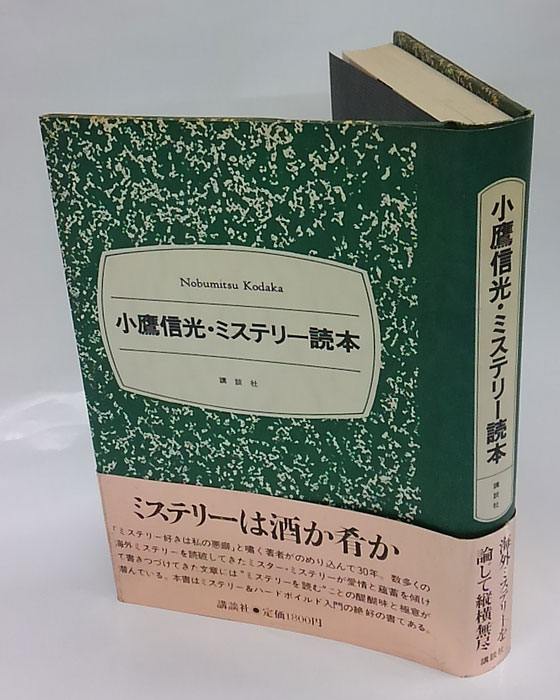 Nobumitsu Kodaka
小鷹信光・ミステリー読本
講談社
ミステリーは酒か肴か
「ミステリー好きは私の悪癖」と囁く著者がのめり込んで30年。数多くの
海外ミステリーを読破してきたミスター・ミステリーが愛情と蘊蓄を傾け
て書きつづけてきた文章には“ミステリーを読む”ことの醍醐味と極意が
潜んでいる。本書はミステリー&ハードボイルド入門の絶好の書である。
講談社●定価1800円
小鷹信光・ミステリー読本
講談社
海外ミステリーを
論して縦横無尽
講談社